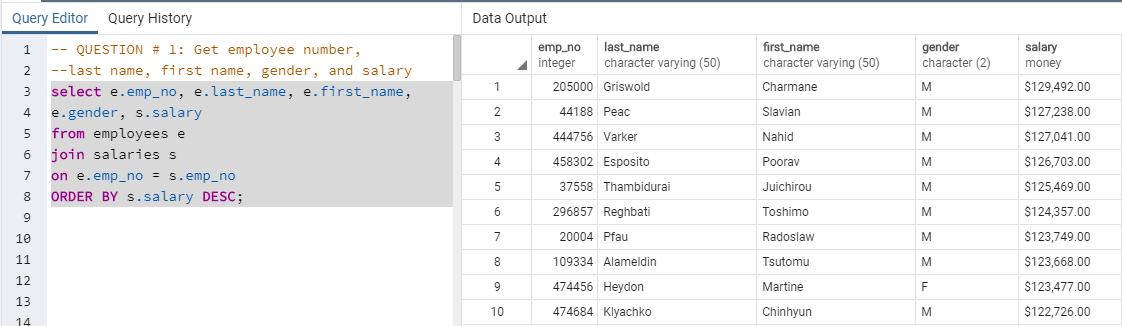 Query Editor Query History
1 -- QUESTION # 1: Get employee number,
2 --last name, first name, gender, and salary
3 select e.emp_no, e.last_name, e.first_name,
4 e.gender, s.salary
5 from employees e
6 join salaries s
7 on e.emp_no = s.emp_no
8 ORDER BY s.salary DESC;
9
10
11
12
13
14
Data Output
emp_no last_name first_name gender salary
integer character varying (50) character varying (50) character (2) money
1 205000 Griswold Charmane M $129,492.00
2 44188 Peac Slavian M $127,238.00
3 444756 Varker Nahid M $127,041.00
4 458302 Esposito Poorav M $126,703.00
5 37558 Thambidurai Juichirou M $125,469.00
6 296857 Reghbati Toshimo M $124,357.00
7 20004 Pfau Radoslaw M $123,749.00
8 109334 Alameldin Tsutomu M $123,668.00
9 474456 Heydon Martine F $123,477.00
10 474684 Klyachko Chinhyun M $122,726.00